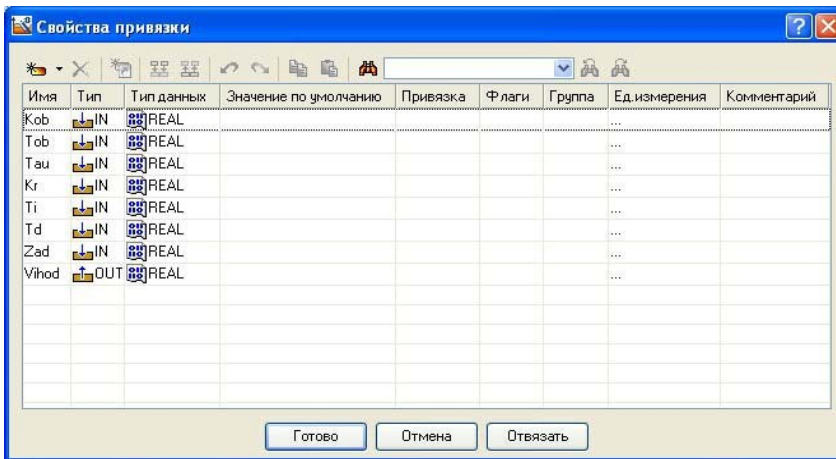 Свойства привязки
Имя Тип Тип данных Значение по умолчанию Привязка Флаги Группа Ед.измерения Комментарий
Kob IN REAL ...
Tob IN REAL ...
Tau IN REAL ...
Kr IN REAL ...
Ti IN REAL ...
Td IN REAL ...
Zad IN REAL ...
Vihod OUT REAL ...
Готово Отмена Отвязать